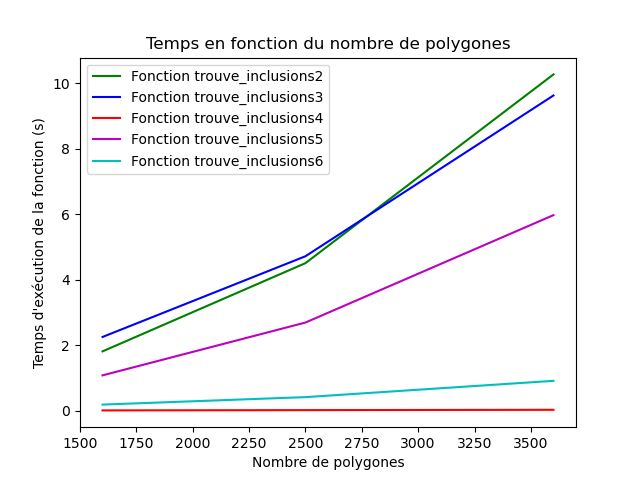 Temps en fonction du nombre de polygones
Fonction trouve_inclusions2
Fonction trouve_inclusions3
Fonction trouve_inclusions4
Fonction trouve_inclusions5
Fonction trouve_inclusions6
Temps d'exécution de la fonction (s)
10
8
6
4
2
0
1500 1750 2000 2250 2500 2750 3000 3250 3500
Nombre de polygones